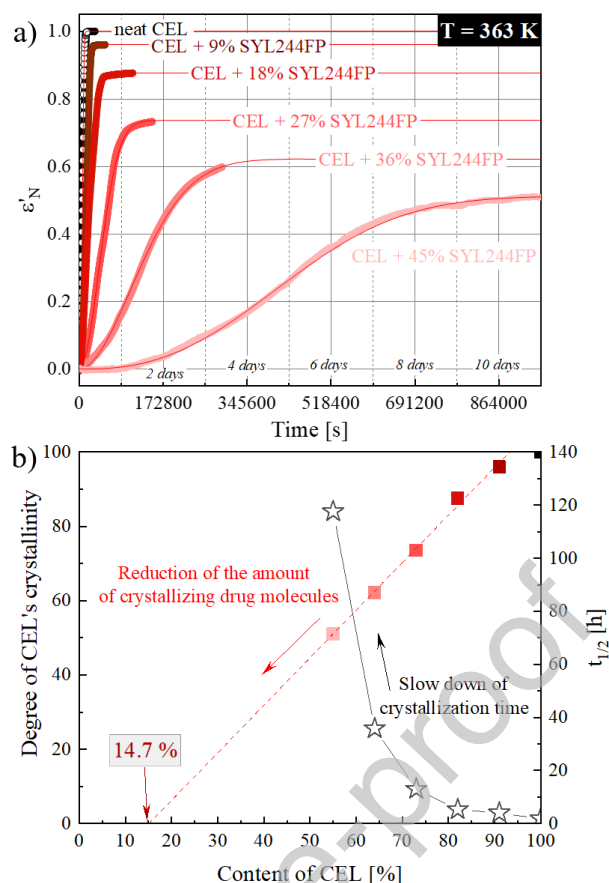 a)
T = 363 K
neat CEL
CEL + 9% SYL244FP
CEL + 18% SYL244FP
CEL + 27% SYL244FP
CEL + 36% SYL244FP
CEL + 45% SYL244FP
1.0
0.8
0.6
0.4
0.2
0.0
ε'N
2 days
4 days
6 days
8 days
10 days
0
172800
345600
518400
691200
864000
Time [s]
b)
100
80
60
40
20
0
Degree of CEL's crystallinity
140
120
100
80
60
40
20
0
t1/2 [h]
Reduction of the amount
of crystallizing drug molecules
Slow down of
crystallization time
14.7 %
0 10 20 30 40 50 60 70 80 90 100
Content of CEL [%]
e-proof